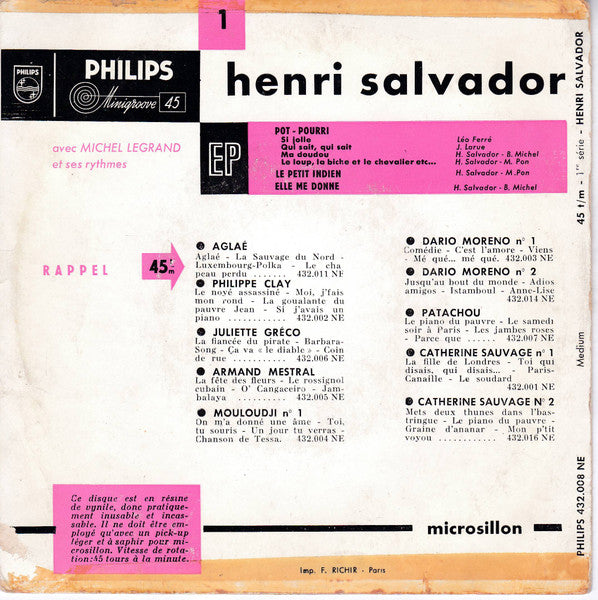 1
PHILIPS
PHILIPS
Minigroove 45
henri salvador
avec MICHEL LEGRAND
et ses rythmes
EP
POT - POURRI
Si jolie Léo Ferré
Qui sait, qui sait J. Larue
Ma doudou H. Salvador - B. Michel
Le loup, la biche et le chevalier etc... H. Salvador - M. Pon
LE PETIT INDIEN H. Salvador - M. Pon
ELLE ME DONNE H. Salvador - B. Michel
RAPPEL
45 t/m
AGLAÉ
Aglaé - La Sauvage du Nord -
Luxembourg-Polka - Le cha
peau perdu ........ 432.011 NE
PHILIPPE CLAY
Le noyé assassiné - Moi, j'fais
mon rond - La goualante du
pauvre Jean - Si j'avais un
piano ............ 432.002 NE
JULIETTE GRÉCO
La fiancée du pirate - Barbara-
Song - Ça va « le diable » - Coin
de rue ............ 432.006 NE
ARMAND MESTRAL
La fête des fleurs - Le rossignol
cubain - O' Cangaceiro - Jam-
balaya ............ 432.005 NE
MOULOUDJI n° 1
On m'a donné une âme - Toi,
tu souris - Un jour tu verras -
Chanson de Tessa. 432.004 NE
DARIO MORENO n° 1
Comédie - C'est l'amore - Viens
- Mé qué... mé qué. 432.003 NE
DARIO MORENO n° 2
Jusqu'au bout du monde - Adios
amigos - Istamboul - Anne-Lise
432.014 NE
PATACHOU
Le piano du pauvre - Le samedi
soir à Paris - Les jambes roses
- Parce que ........ 432.007 NE
CATHERINE SAUVAGE n° 1
La fille de Londres - Toi qui
disais, qui disais... - Paris-
Canaille - Le soudard
432.001 NE
CATHERINE SAUVAGE N° 2
Mets deux thunes dans l'bas-
tringue - Le piano du pauvre -
Graine d'ananar - Mon p'tit
voyou ............ 432.016 NE
45 t/m - 1re série - HENRI SALVADOR
Medium
PHILIPS 432.008 NE
Ce disque est en résine
de vynile, donc pratique-
ment inusable et incas-
sable. Il ne doit être em-
ployé qu'avec un pick-up
léger et à saphir pour mi-
crosillon. Vitesse de rota-
tion: 45 tours à la minute.
microsillon
Imp. F. RICHIR - Paris